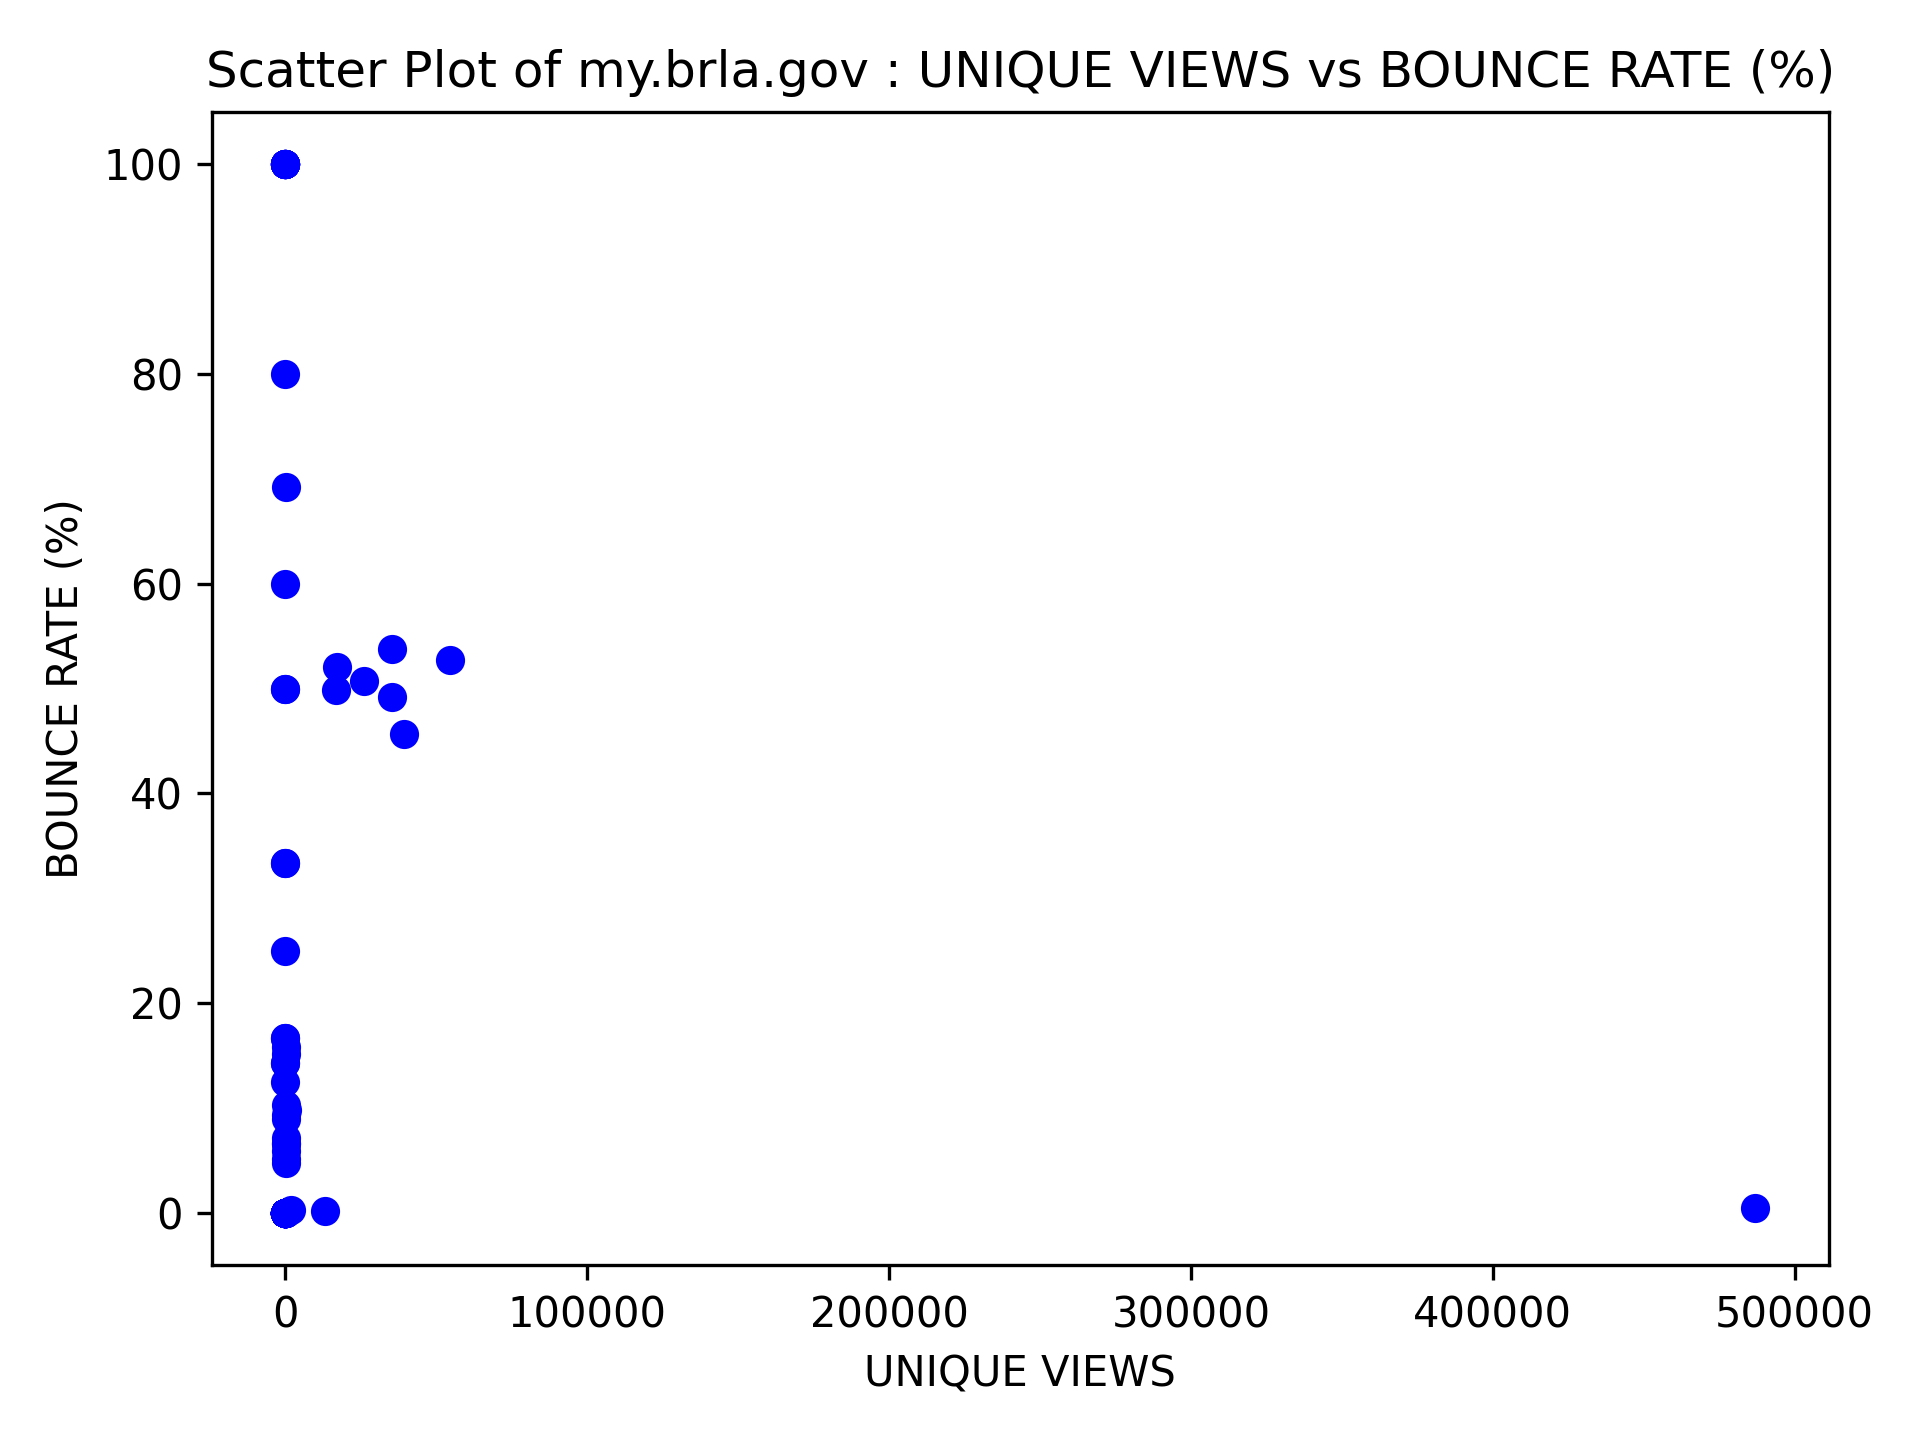 Scatter Plot of my.brla.gov : UNIQUE VIEWS vs BOUNCE RATE (%)
BOUNCE RATE (%)
100
80
60
40
20
0
0 100000 200000 300000 400000 500000
UNIQUE VIEWS